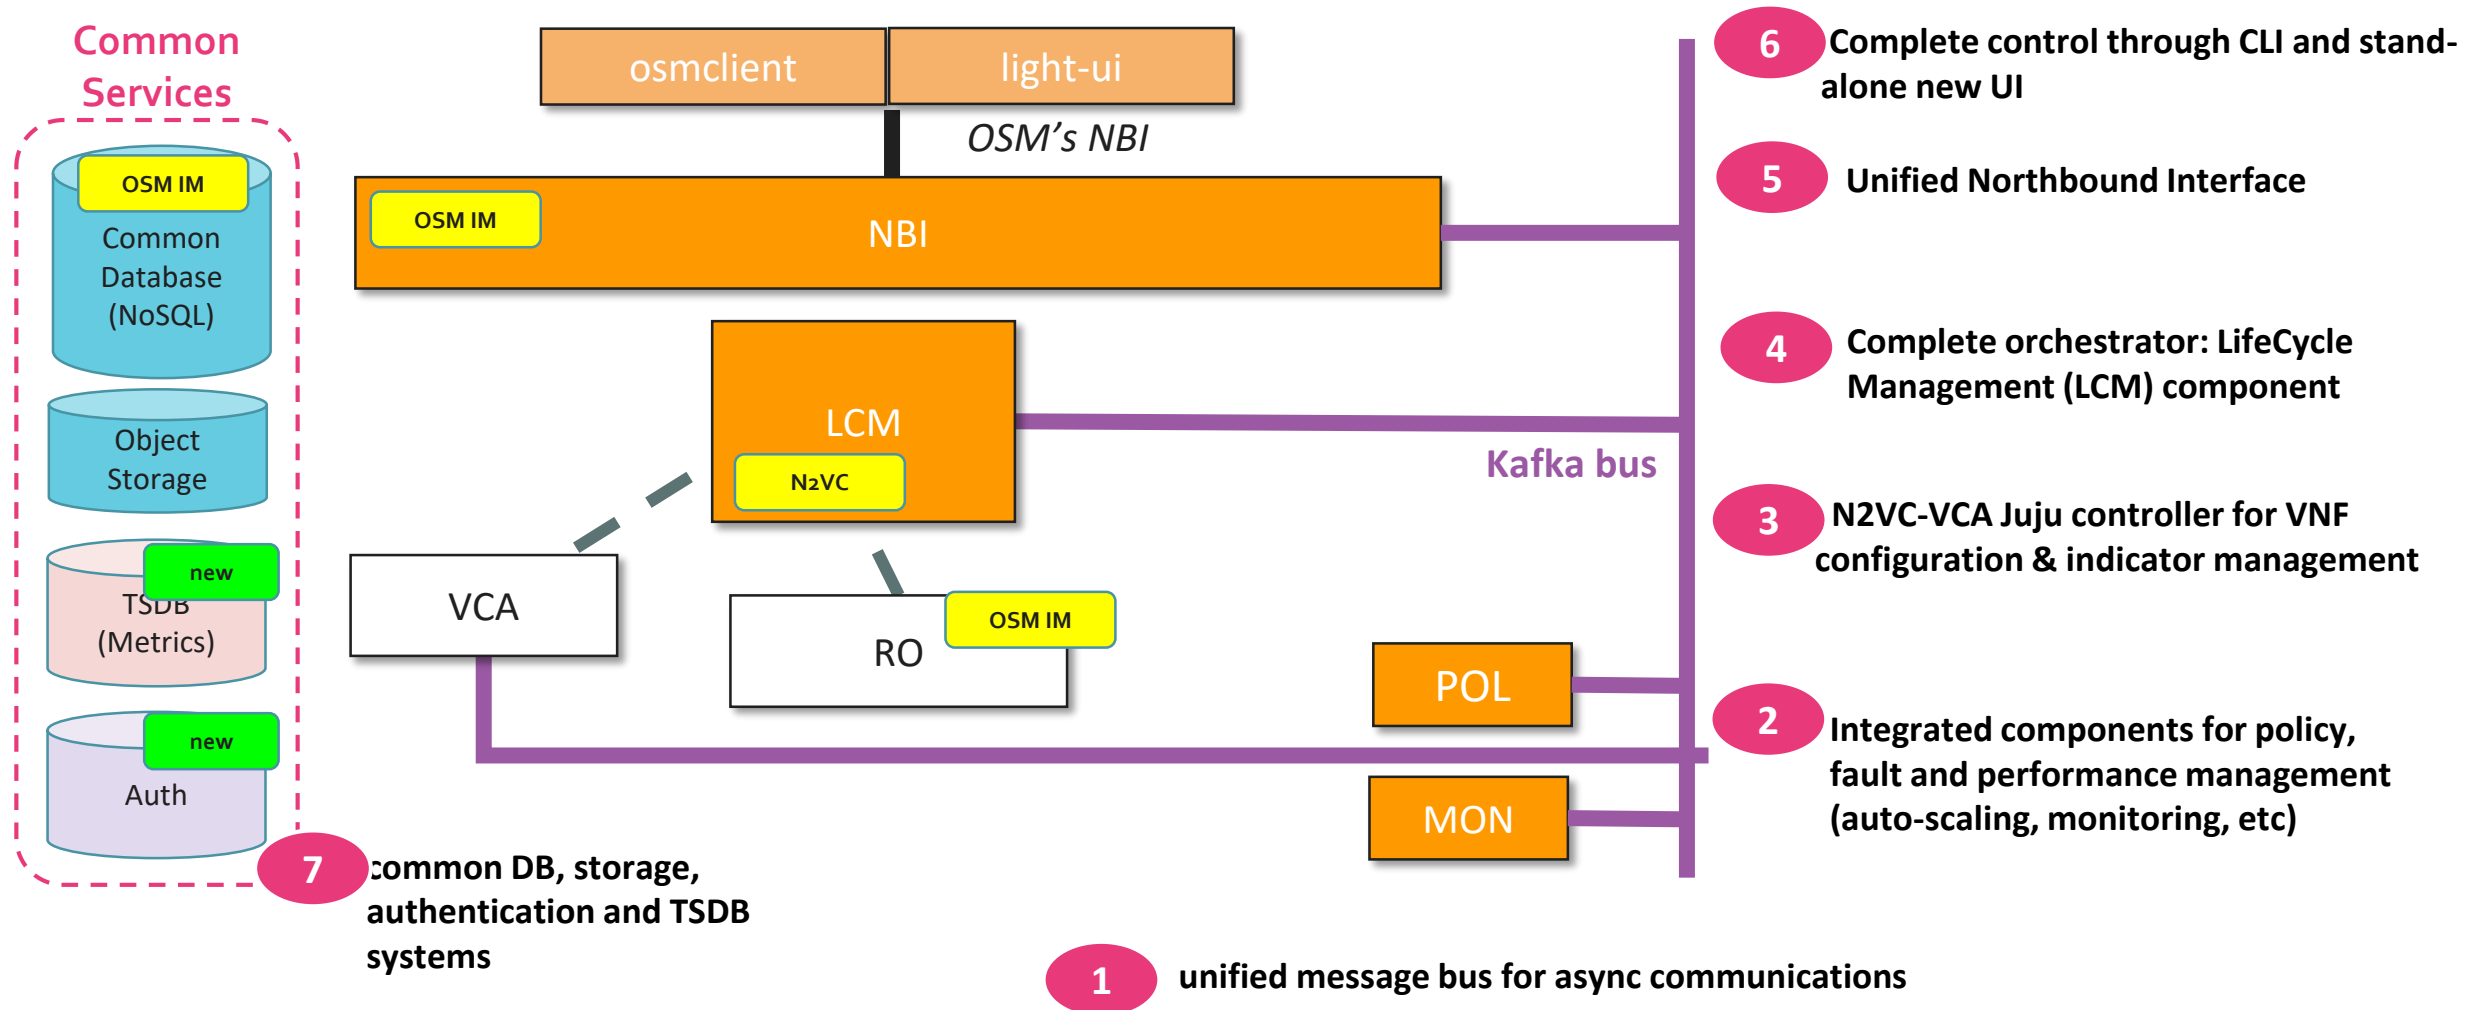 Common
Services
OSM IM
Common
Database
(NoSQL)
Object
Storage
new
TSDB
(Metrics)
new
Auth
7
common DB, storage,
authentication and TSDB
systems
osmclient
light-ui
OSM's NBI
OSM IM
NBI
LCM
N2VC
Kafka bus
VCA
RO
OSM IM
POL
MON
6
Complete control through CLI and stand-
alone new UI
5
Unified Northbound Interface
4
Complete orchestrator: LifeCycle
Management (LCM) component
3
N2VC-VCA Juju controller for VNF
configuration & indicator management
2
Integrated components for policy,
fault and performance management
(auto-scaling, monitoring, etc)
1
unified message bus for async communications